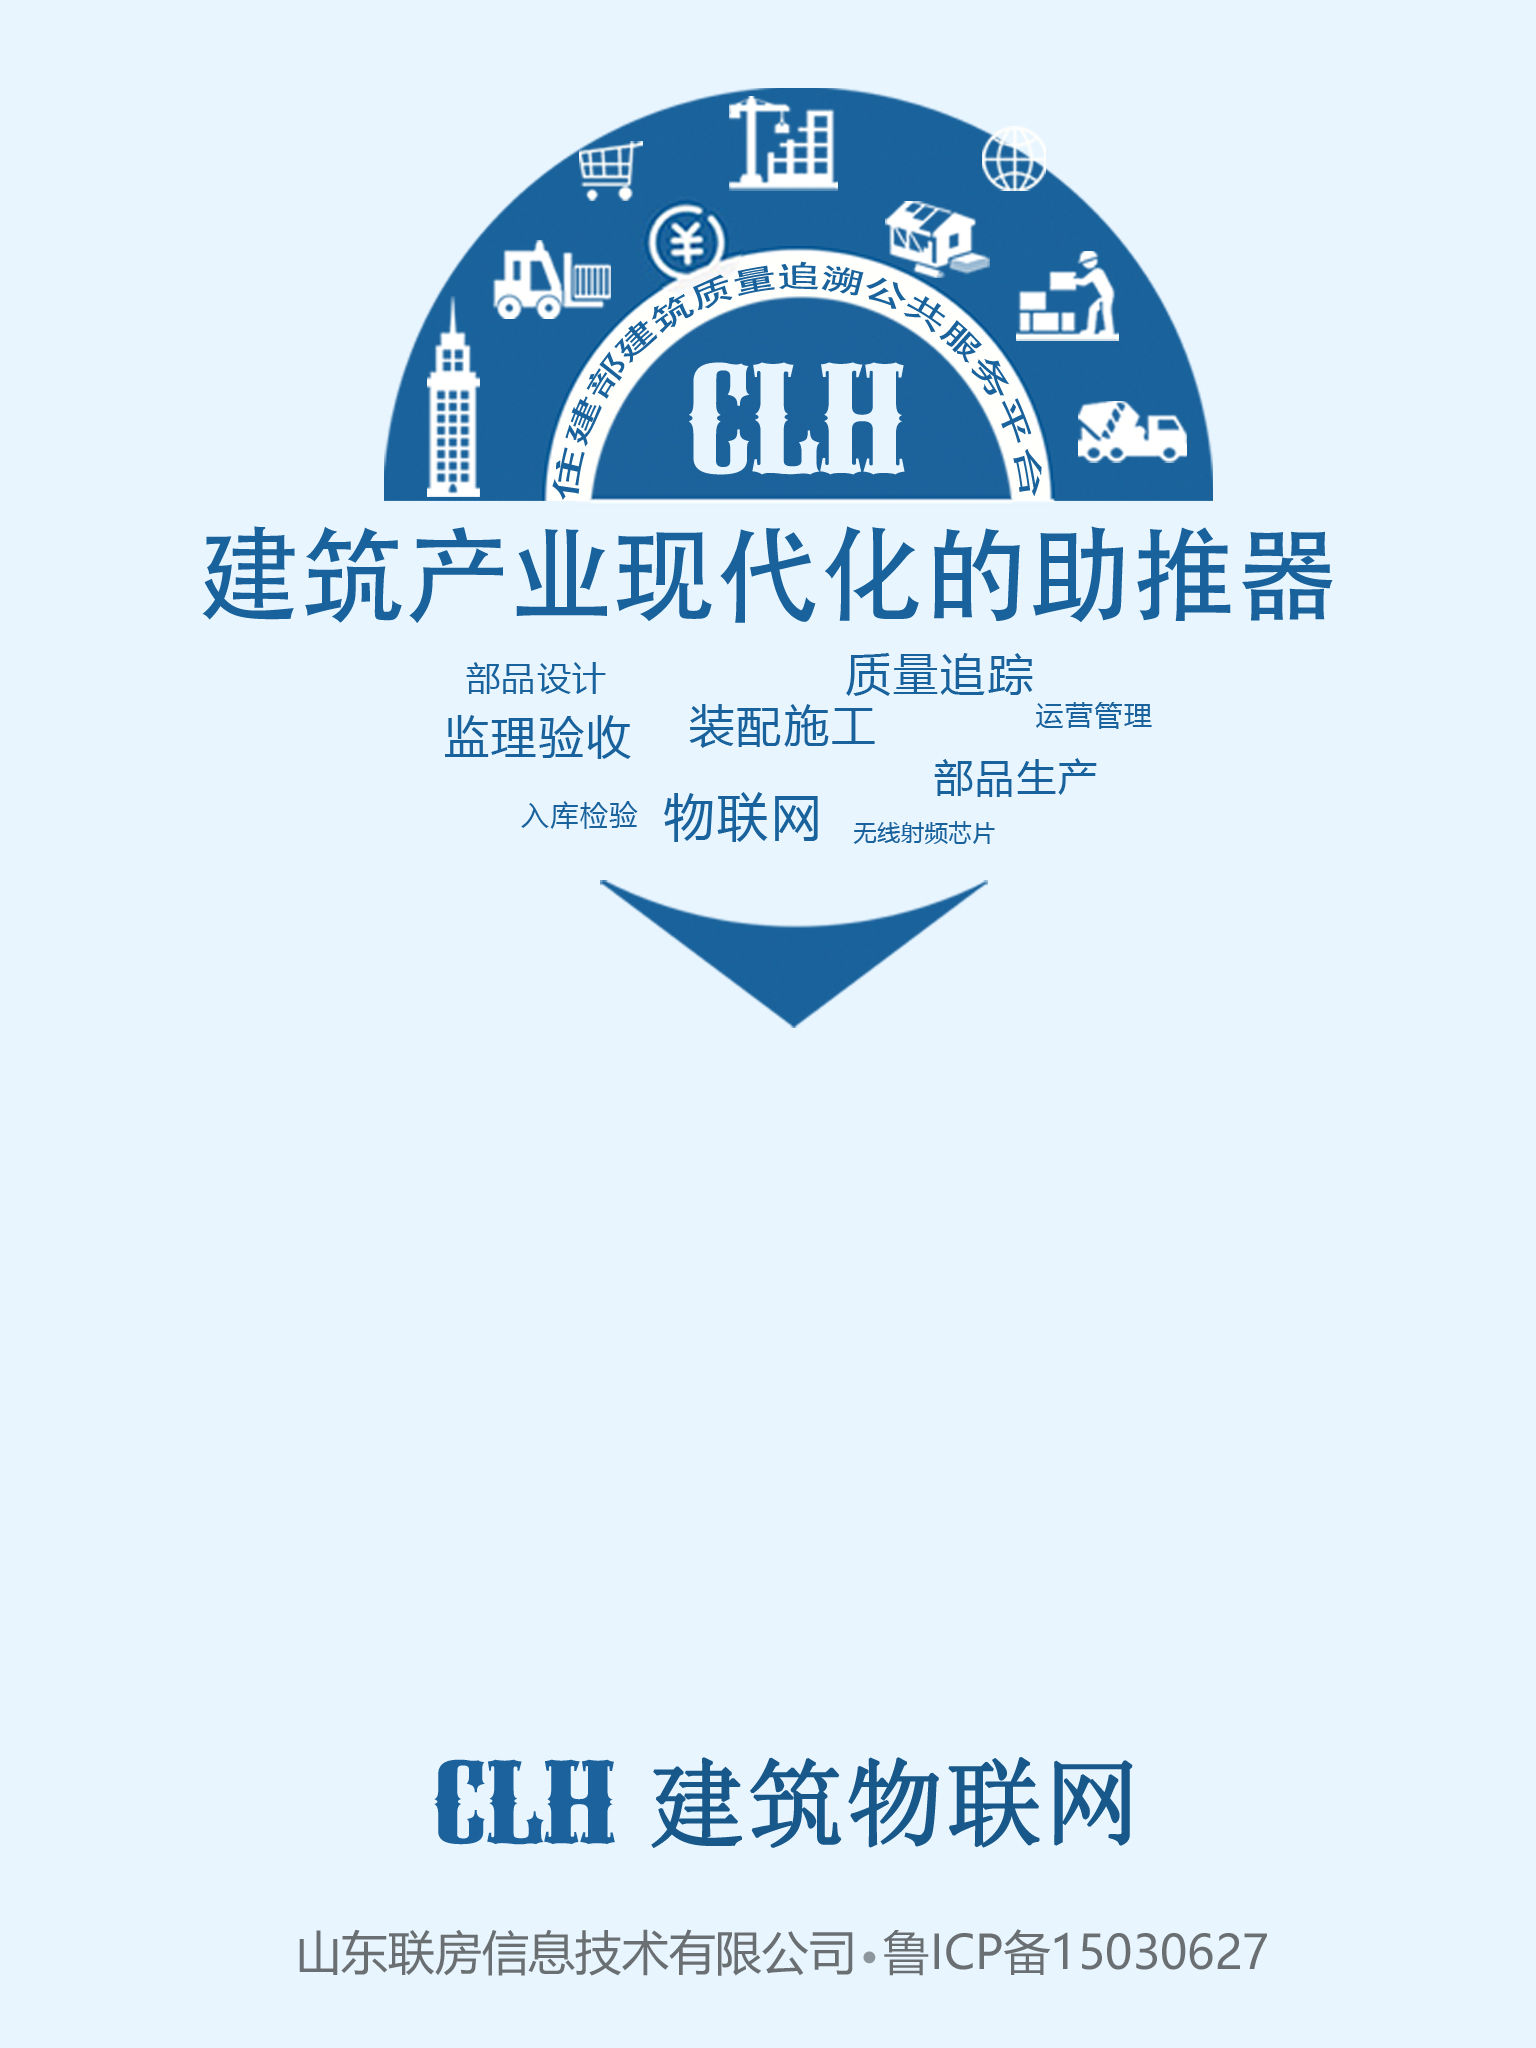 住建部建筑质量追溯公共服务平台
CLH
建筑产业现代化的助推器
部品设计
质量追踪
监理验收
装配施工
运营管理
部品生产
入库检验
物联网
无线射频芯片
CLH 建筑物联网
山东联房信息技术有限公司•鲁ICP备15030627